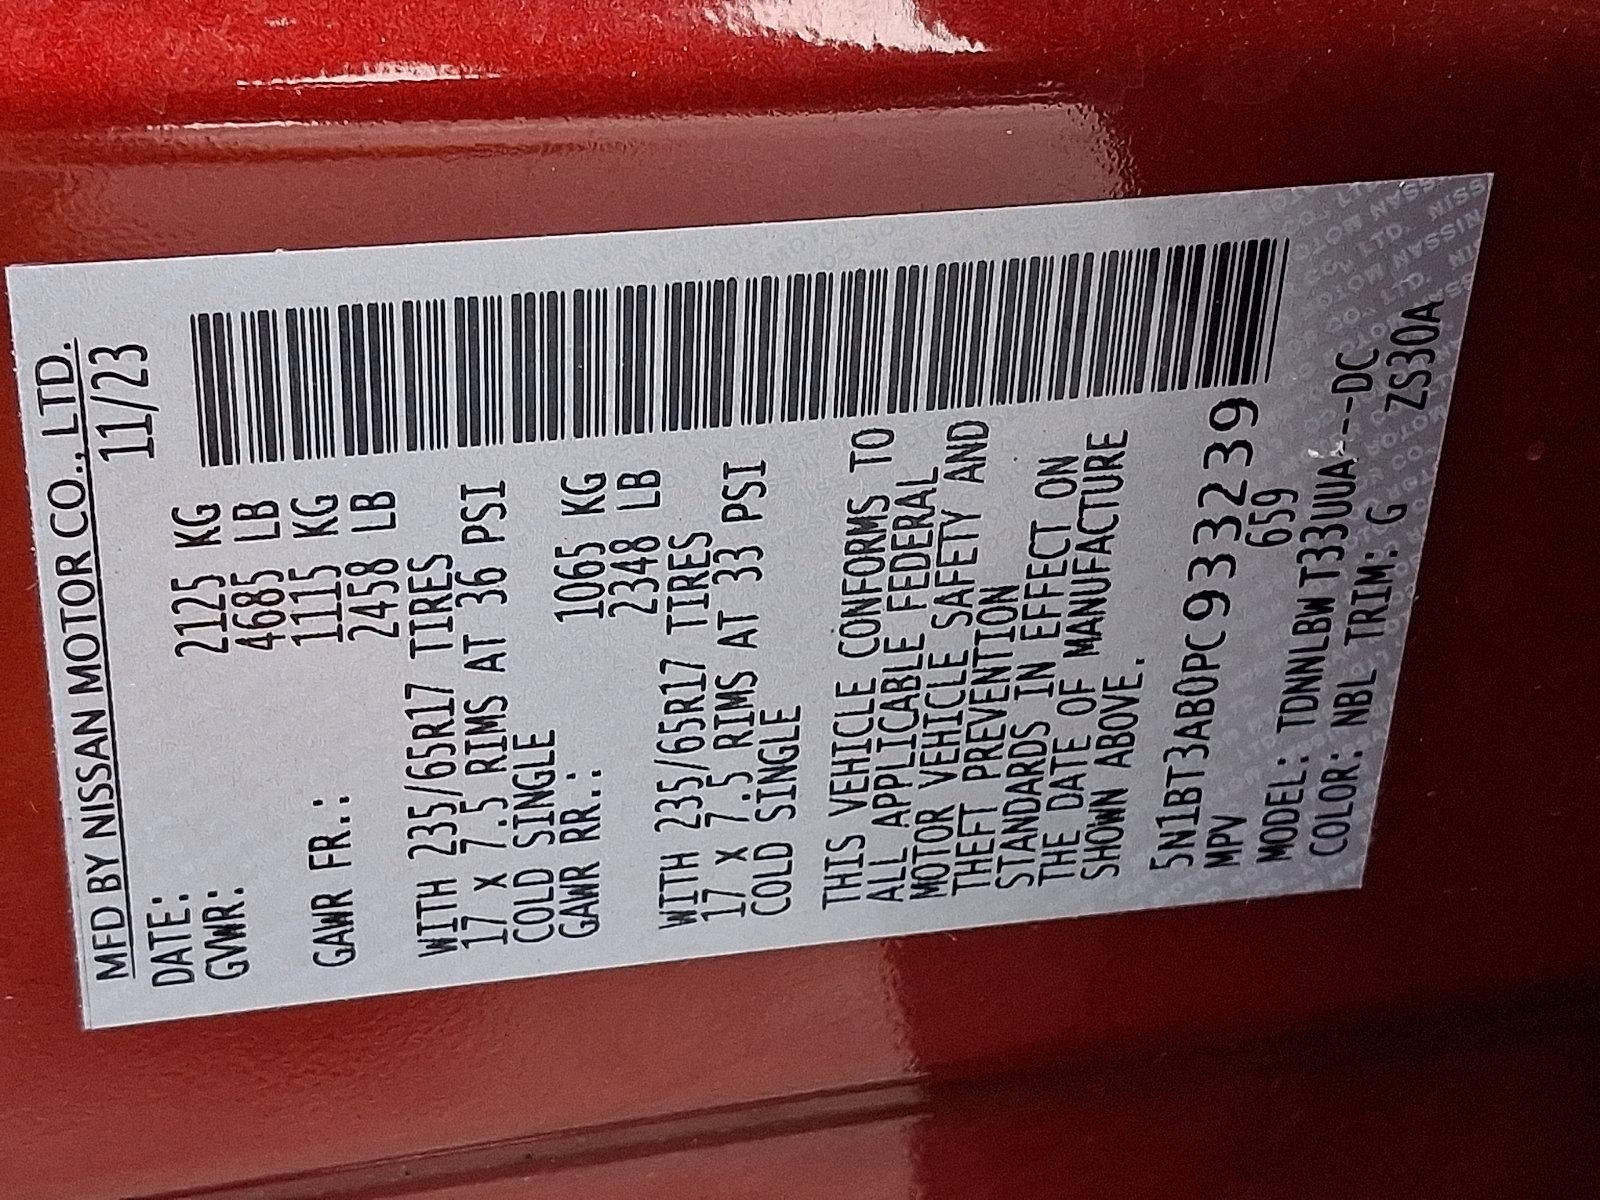 MFD BY NISSAN MOTOR CO., LTD.
DATE: 11/23
GVWR: 2125 KG
4685 LB
GAWR FR.: 1115 KG
2458 LB
WITH 235/65R17 TIRES
17 X 7.5 RIMS AT 36 PSI
COLD SINGLE
GAWR RR.: 1065 KG
2348 LB
WITH 235/65R17 TIRES
17 X 7.5 RIMS AT 33 PSI
COLD SINGLE
THIS VEHICLE CONFORMS TO
ALL APPLICABLE FEDERAL
MOTOR VEHICLE SAFETY AND
THEFT PREVENTION
STANDARDS IN EFFECT ON
THE DATE OF MANUFACTURE
SHOWN ABOVE.
5N1BT3AB0PC933239
MPV 659
MODEL: TDNNLBW T33UUA---DC
COLOR: NBL TRIM: G ZS30A